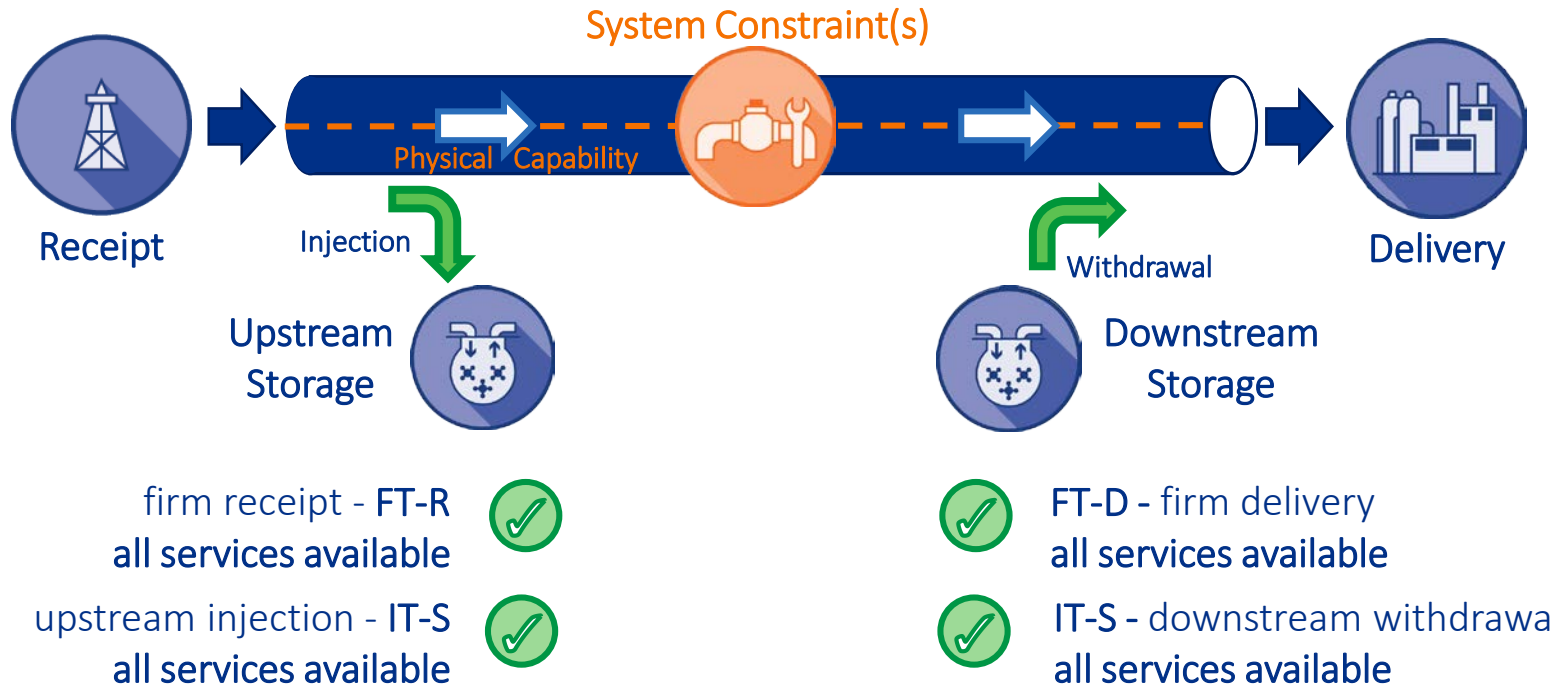 System Constraint(s)
Physical Capability
Receipt
Injection
Withdrawal
Delivery
Upstream
Storage
Downstream
Storage
firm receipt - FT-R
all services available
upstream injection - IT-S
all services available
FT-D - firm delivery
all services available
IT-S - downstream withdrawa
all services available